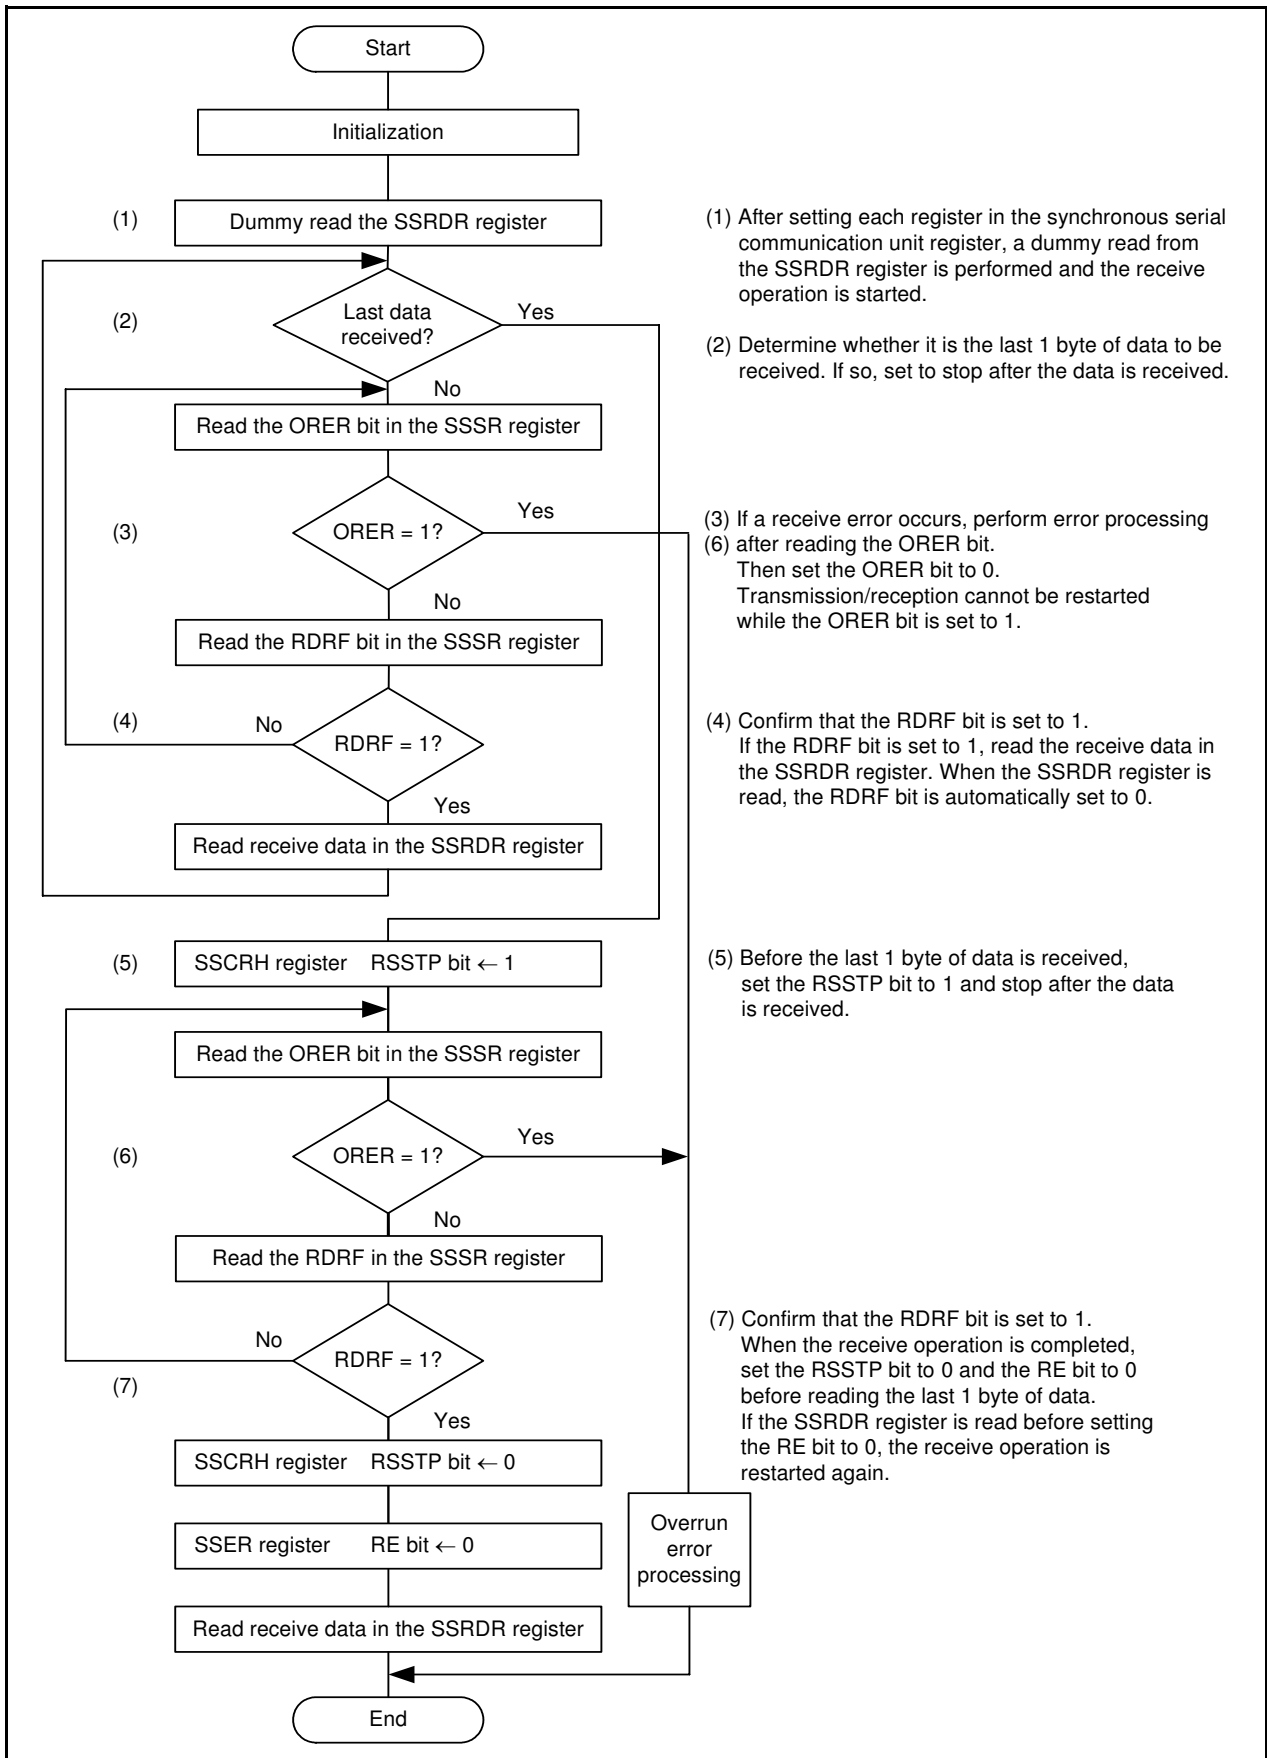 Start
Initialization
(1)
Dummy read the SSRDR register
(2)
Last data
received?
Yes
No
Read the ORER bit in the SSSR register
(3)
ORER = 1?
Yes
No
Read the RDRF bit in the SSSR register
(4)
No
RDRF = 1?
Yes
Read receive data in the SSRDR register
(5)
SSCRH register RSSTP bit ← 1
Read the ORER bit in the SSSR register
(6)
ORER = 1?
Yes
No
Read the RDRF in the SSSR register
No
RDRF = 1?
(7)
Yes
SSCRH register RSSTP bit ← 0
SSER register RE bit ← 0
Read receive data in the SSRDR register
Overrun
error
processing
End
(1) After setting each register in the synchronous serial
communication unit register, a dummy read from
the SSRDR register is performed and the receive
operation is started.
(2) Determine whether it is the last 1 byte of data to be
received. If so, set to stop after the data is received.
(3) If a receive error occurs, perform error processing
(6) after reading the ORER bit.
Then set the ORER bit to 0.
Transmission/reception cannot be restarted
while the ORER bit is set to 1.
(4) Confirm that the RDRF bit is set to 1.
If the RDRF bit is set to 1, read the receive data in
the SSRDR register. When the SSRDR register is
read, the RDRF bit is automatically set to 0.
(5) Before the last 1 byte of data is received,
set the RSSTP bit to 1 and stop after the data
is received.
(7) Confirm that the RDRF bit is set to 1.
When the receive operation is completed,
set the RSSTP bit to 0 and the RE bit to 0
before reading the last 1 byte of data.
If the SSRDR register is read before setting
the RE bit to 0, the receive operation is
restarted again.